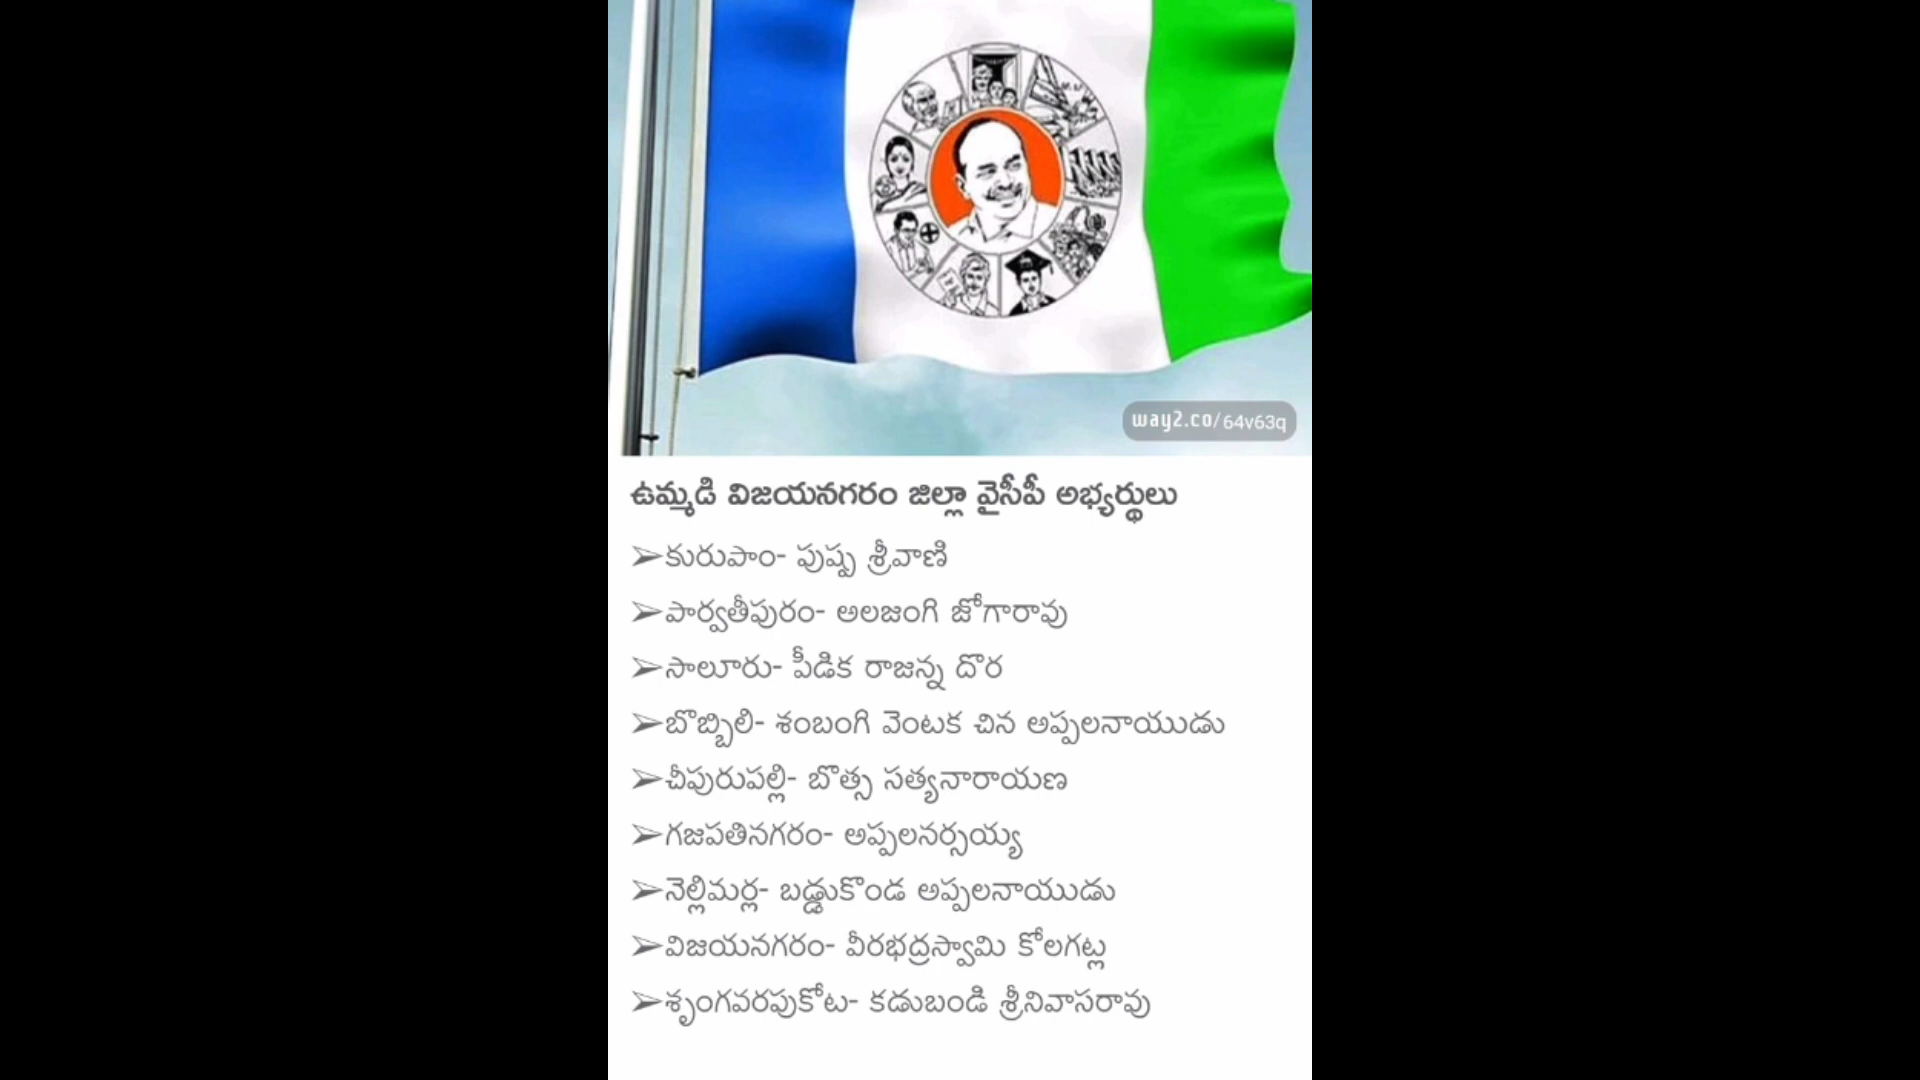 way2.co/64v63q
ఉమ్మడి విజయనగరం జిల్లా వైసీపీ అభ్యర్థులు
➢కురుపాం- పుష్ప శ్రీవాణి
➢పార్వతీపురం- అలజంగి జోగారావు
➢సాలూరు- పీడిక రాజన్న దొర
➢బొబ్బిలి- శంబంగి వెంటక చిన అప్పలనాయుడు
➢చీపురుపల్లి- బొత్స సత్యనారాయణ
➢గజపతినగరం- అప్పలనర్సయ్య
➢నెల్లిమర్ల- బడ్డుకొండ అప్పలనాయుడు
➢విజయనగరం- వీరభద్రస్వామి కోలగట్ల
➢శృంగవరపుకోట- కడుబండి శ్రీనివాసరావు